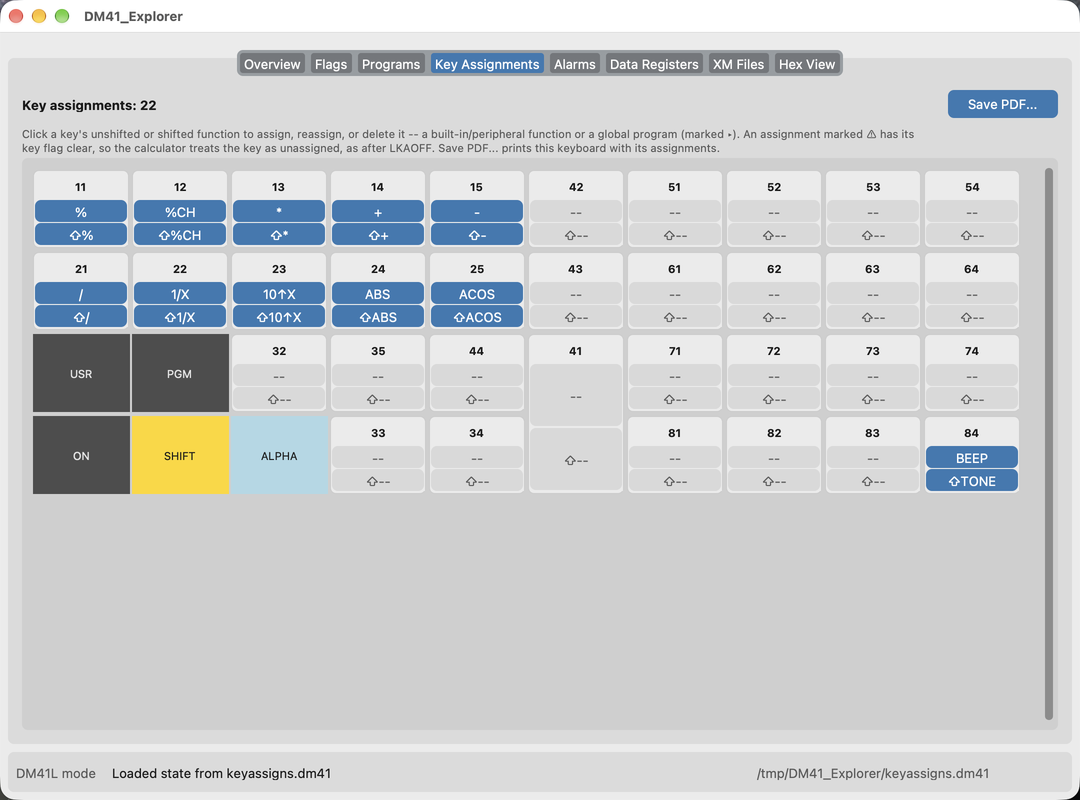 DM41_Explorer
Overview Flags Programs Key Assignments Alarms Data Registers XM Files Hex View
Key assignments: 22
Save PDF...
Click a key's unshifted or shifted function to assign, reassign, or delete it -- a built-in/peripheral function or a global program (marked ‣). An assignment marked ⚠ has its
key flag clear, so the calculator treats the key as unassigned, as after LKAOFF. Save PDF... prints this keyboard with its assignments.
11 12 13 14 15 42 51 52 53 54
% %CH * + - -- -- -- -- --
⇧% ⇧%CH ⇧* ⇧+ ⇧- ⇧-- ⇧-- ⇧-- ⇧-- ⇧--
21 22 23 24 25 43 61 62 63 64
/ 1/X 10↑X ABS ACOS -- -- -- -- --
⇧/ ⇧1/X ⇧10↑X ⇧ABS ⇧ACOS ⇧-- ⇧-- ⇧-- ⇧-- ⇧--
32 35 44 41 71 72 73 74
USR PGM -- -- -- -- -- -- -- --
⇧-- ⇧-- ⇧-- ⇧-- ⇧-- ⇧-- ⇧--
33 34 81 82 83 84
ON SHIFT ALPHA -- -- ⇧-- -- -- -- BEEP
⇧-- ⇧-- ⇧-- ⇧-- ⇧-- ⇧TONE
DM41L mode Loaded state from keyassigns.dm41 /tmp/DM41_Explorer/keyassigns.dm41